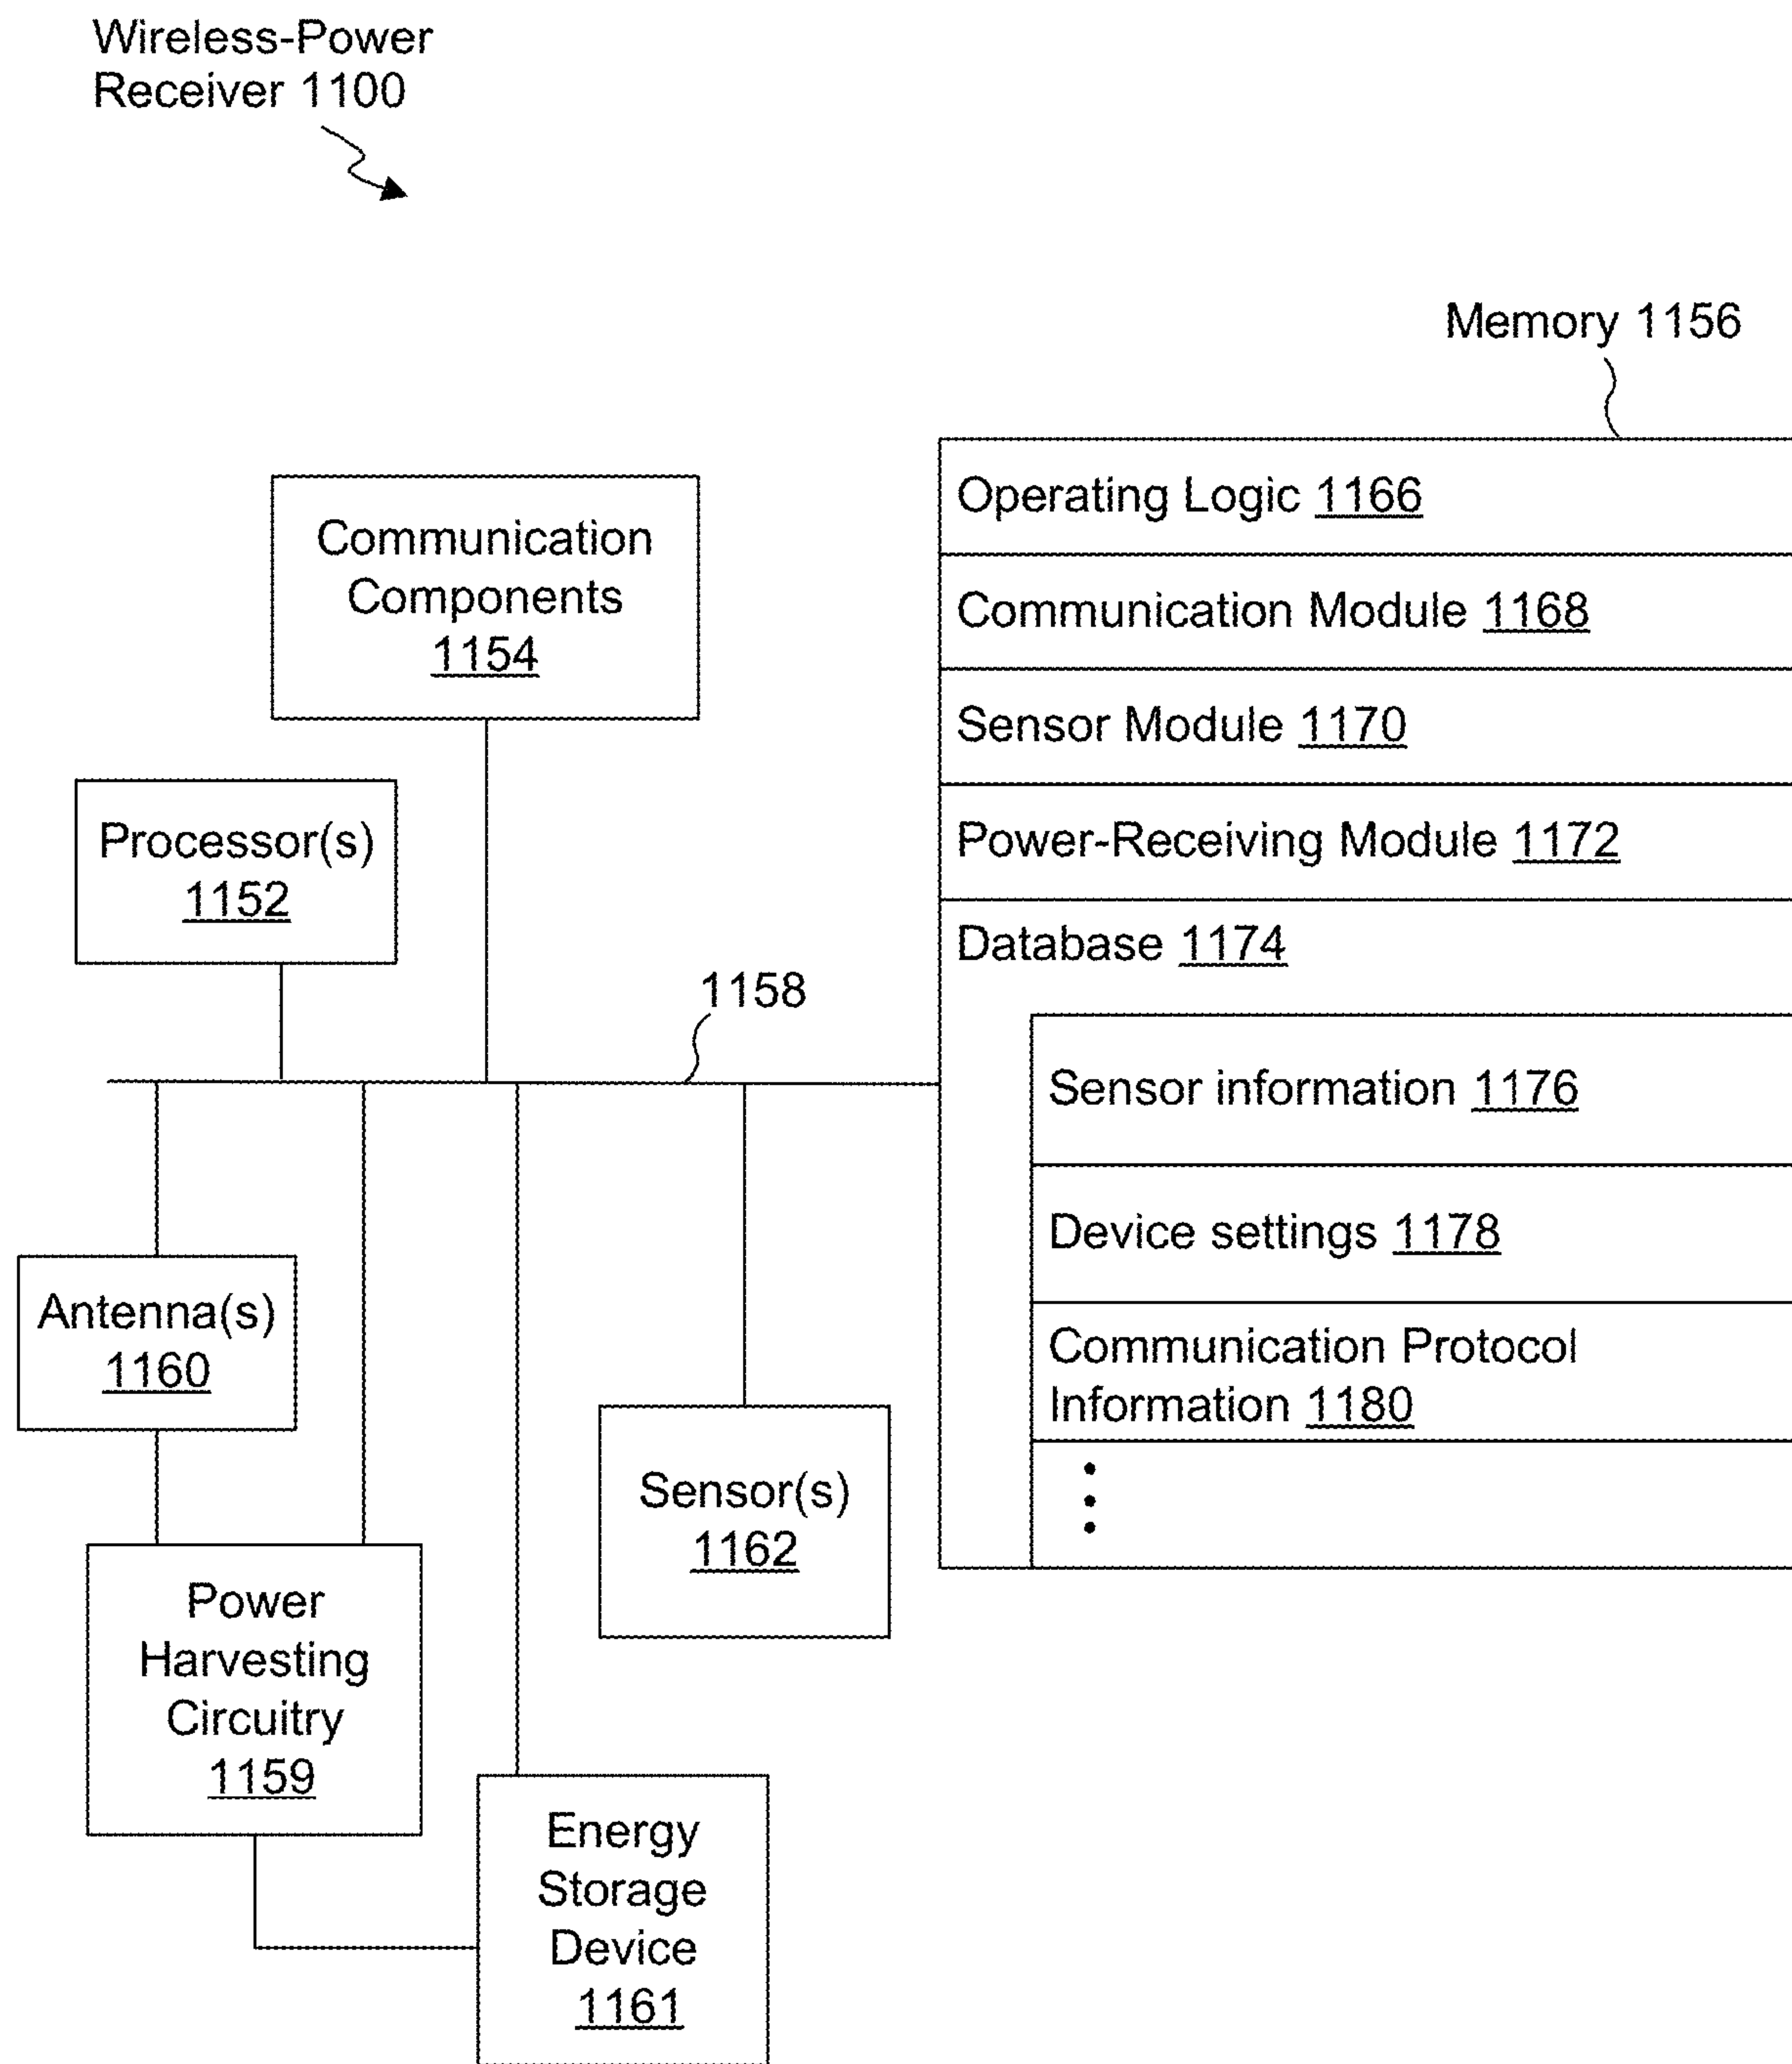 Wireless-Power
Receiver 1100
Memory 1156
Operating Logic 1166
Communication Module 1168
Sensor Module 1170
Power-Receiving Module 1172
Database 1174
Sensor information 1176
Device settings 1178
Communication Protocol
Information 1180
Communication
Components
1154
Processor(s)
1152
1158
Antenna(s)
1160
Sensor(s)
1162
Power
Harvesting
Circuitry
1159
Energy
Storage
Device
1161